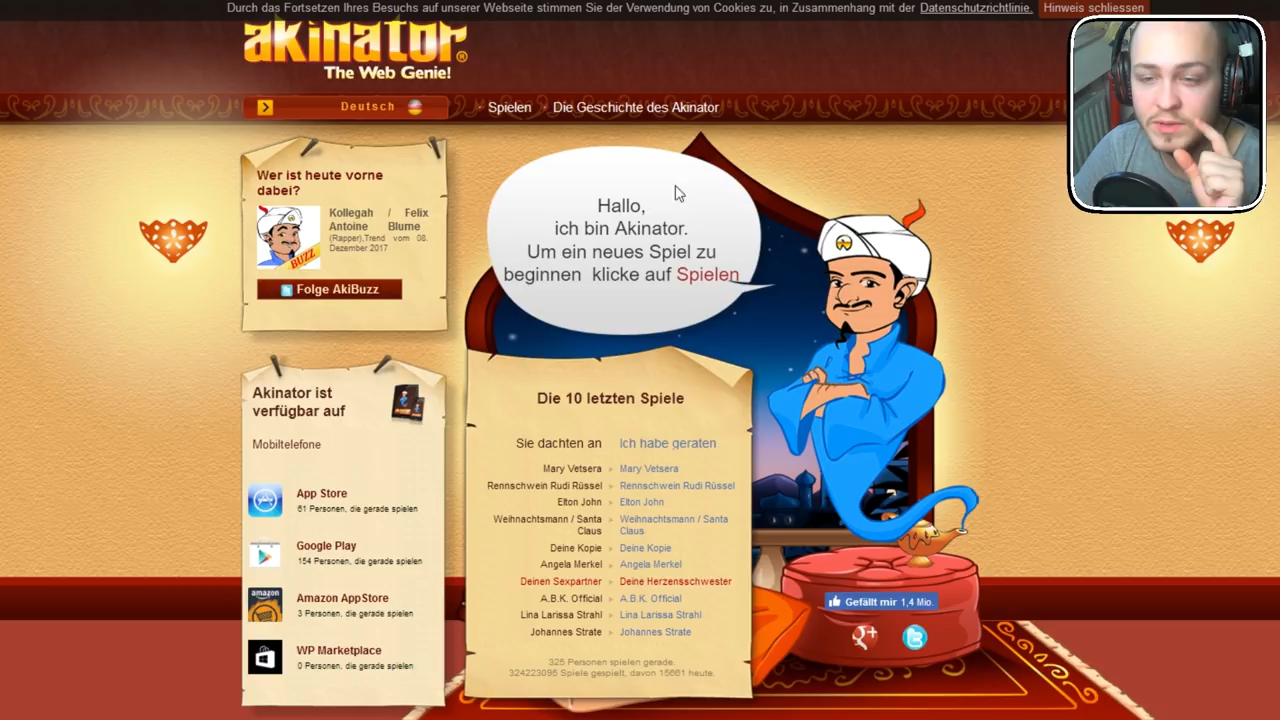 Durch das Fortsetzen Ihres Besuchs auf unserer Webseite stimmen Sie der Verwendung von Cookies zu, in Zusammenhang mit der Datenschutzrichtlinie. Hinweis schliessen
akinator®
The Web Genie!
Deutsch
· Spielen · Die Geschichte des Akinator
Wer ist heute vorne
dabei?
Kollegah / Felix
Antoine Blume
(Rapper),Trend vom 08.
Dezember 2017
BUZZ
Folge AkiBuzz
Hallo,
ich bin Akinator.
Um ein neues Spiel zu
beginnen klicke auf Spielen
Akinator ist
verfügbar auf
Mobiltelefone
App Store
61 Personen, die gerade spielen
Google Play
154 Personen, die gerade spielen
amazon
Amazon AppStore
3 Personen, die gerade spielen
WP Marketplace
0 Personen, die gerade spielen
Die 10 letzten Spiele
Sie dachten an Ich habe geraten
Mary Vetsera Mary Vetsera
Rennschwein Rudi Rüssel Rennschwein Rudi Rüssel
Elton John Elton John
Weihnachtsmann / Santa Weihnachtsmann / Santa
Claus Claus
Deine Kopie Deine Kopie
Angela Merkel Angela Merkel
Deinen Sexpartner Deine Herzensschwester
A.B.K. Official A.B.K. Official
Lina Larissa Strahl Lina Larissa Strahl
Johannes Strate Johannes Strate
325 Personen spielen gerade.
324223095 Spiele gespielt, davon 15661 heute.
Gefällt mir 1,4 Mio.
g+